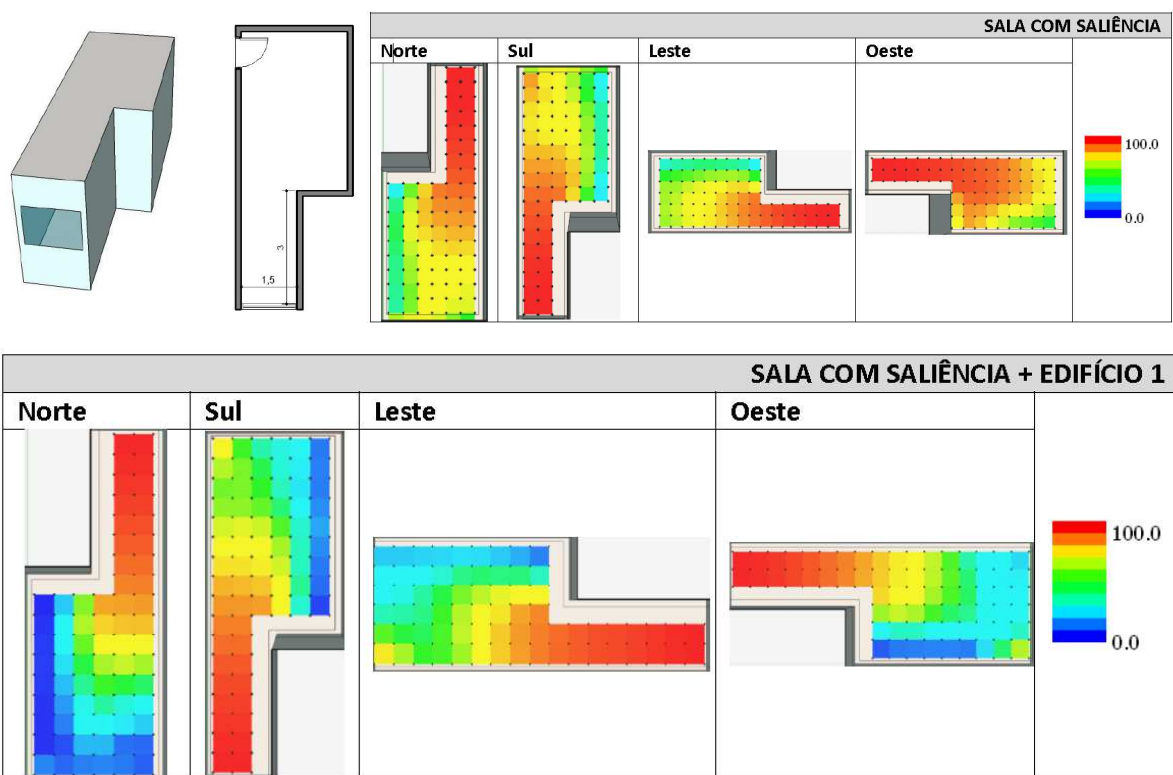 SALA COM SALIÊNCIA
Norte
Sul
Leste
Oeste
100.0
0.0
3
1,5
SALA COM SALIÊNCIA + EDIFÍCIO 1
Norte
Sul
Leste
Oeste
100.0
0.0